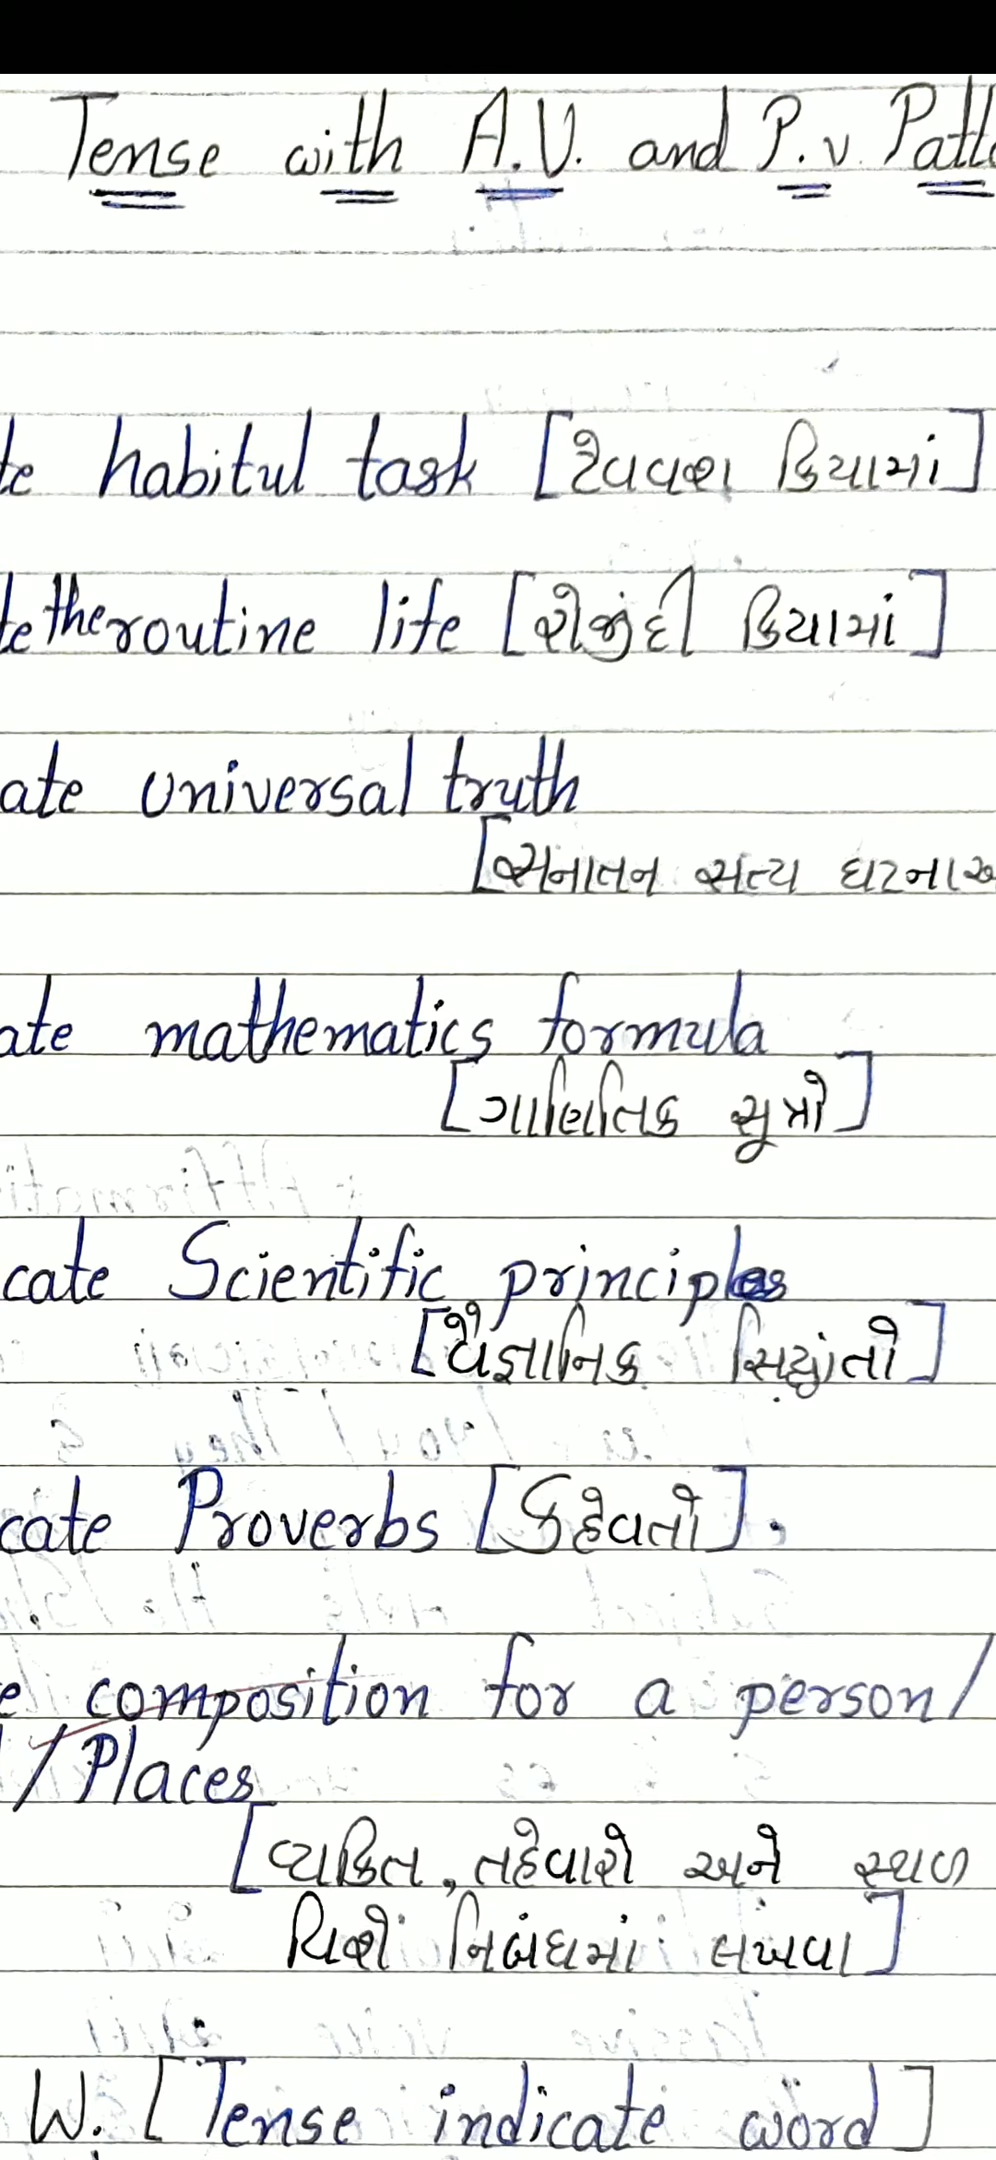 Tense with A.V. and P.v Patt
te habitul task [ટેવવશ ક્રિયામાં]
te the routine life [રોજીંદી ક્રિયામાં]
ate universal truth
[સનાતન સત્ય ઘટનાઓ
ate mathematics formula
[ગાણિતિક સુત્રો]
cate Scientific principles
[વૈજ્ઞાનિક સિદ્ધાંતો]
cate Proverbs [કહેવતો].
e composition for a person/
/Places
[વ્યકિત, તહેવારો અને સ્થળ
વિશે નિબંધમાં લખવા]
W. [Tense indicate word]